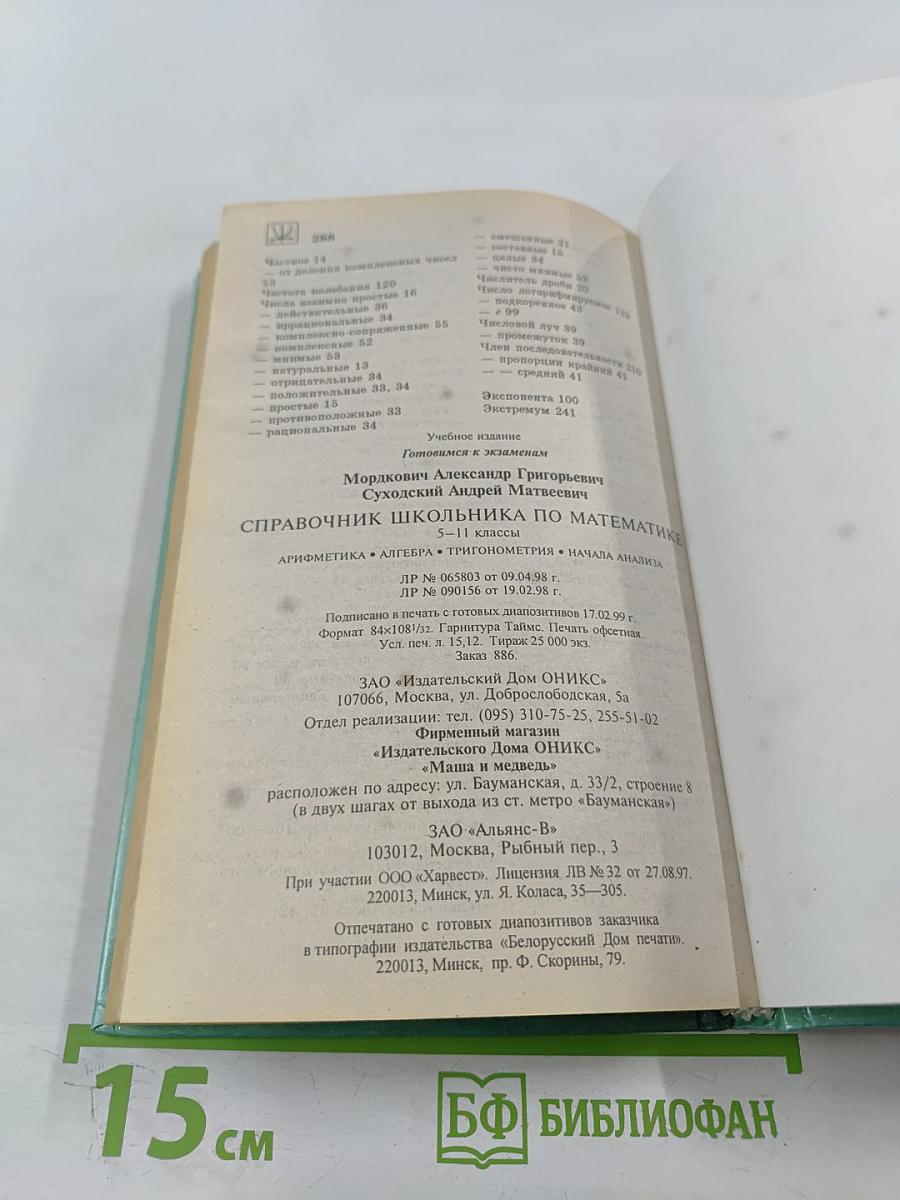 288
Частное 14
— от деления комплексных чисел
53
Частота колебания 120
Числа взаимно простые 16
— действительные 36
— иррациональные 34
— комплексно-сопряженные 55
— комплексные 52
— мнимые 53
— натуральные 13
— отрицательные 34
— положительные 33, 34
— простые 15
— противоположные 33
— рациональные 34
— смешанные 21
— составные 15
— целые 34
— чисто мнимые 53
Числитель дроби 20
Число логарифмируемое 123
— подкоренное 43
— e 99
Числовой луч 39
— промежуток 39
Член последовательности 210
— пропорции крайний 41
— — средний 41
Экспонента 100
Экстремум 241
Учебное издание
Готовимся к экзаменам
Мордкович Александр Григорьевич
Суходский Андрей Матвеевич
СПРАВОЧНИК ШКОЛЬНИКА ПО МАТЕМАТИКЕ
5–11 классы
АРИФМЕТИКА • АЛГЕБРА • ТРИГОНОМЕТРИЯ • НАЧАЛА АНАЛИЗА
ЛР № 065803 от 09.04.98 г.
ЛР № 090156 от 19.02.98 г.
Подписано в печать с готовых диапозитивов 17.02.99 г.
Формат 84×108¹/32. Гарнитура Таймс. Печать офсетная.
Усл. печ. л. 15,12. Тираж 25 000 экз.
Заказ 886.
ЗАО «Издательский Дом ОНИКС»
107066, Москва, ул. Доброслободская, 5а
Отдел реализации: тел. (095) 310-75-25, 255-51-02
Фирменный магазин
«Издательского Дома ОНИКС»
«Маша и медведь»
расположен по адресу: ул. Бауманская, д. 33/2, строение 8
(в двух шагах от выхода из ст. метро «Бауманская»)
ЗАО «Альянс-В»
103012, Москва, Рыбный пер., 3
При участии ООО «Харвест». Лицензия ЛВ № 32 от 27.08.97.
220013, Минск, ул. Я. Коласа, 35—305.
Отпечатано с готовых диапозитивов заказчика
в типографии издательства «Белорусский Дом печати».
220013, Минск, пр. Ф. Скорины, 79.
15 см
БФ БИБЛИОФАН